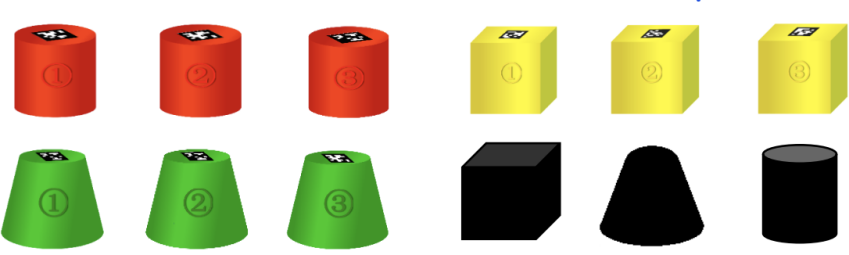 ① ② ③ ① ② ③
① ② ③